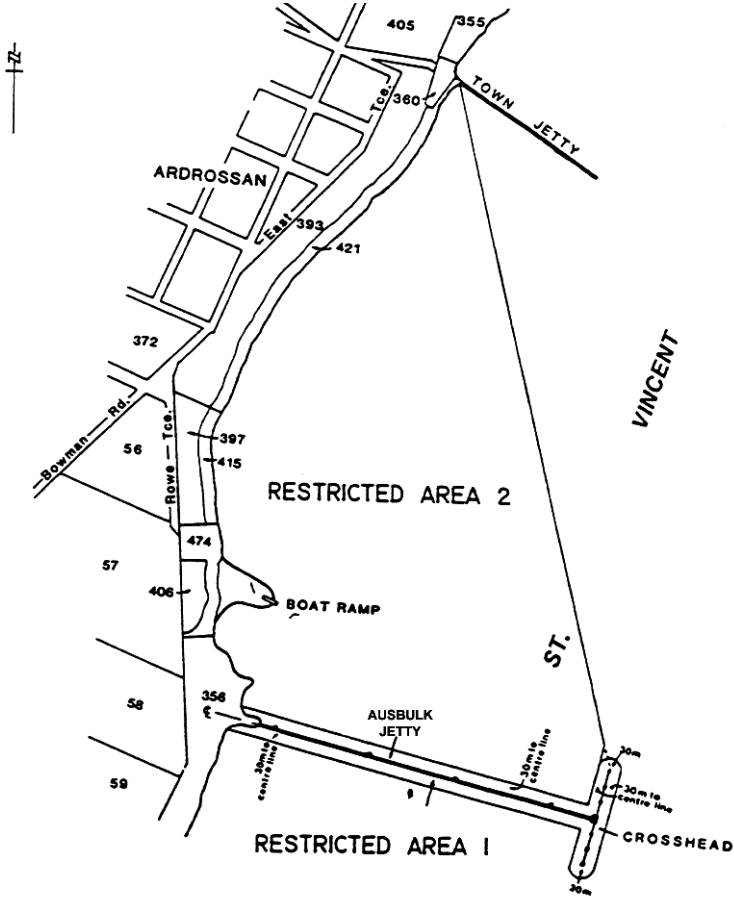 N
405
355
360
TOWN JETTY
Tce.
ARDROSSAN
East
393
421
372
VINCENT
Bowman Rd.
Rowe Tce.
56
397
415
RESTRICTED AREA 2
474
57
406
BOAT RAMP
ST.
356
58
AUSBULK
JETTY
30m to
centre line
30m to
centre line
30m
30m to
centre line
59
CROSSHEAD
RESTRICTED AREA 1
30m